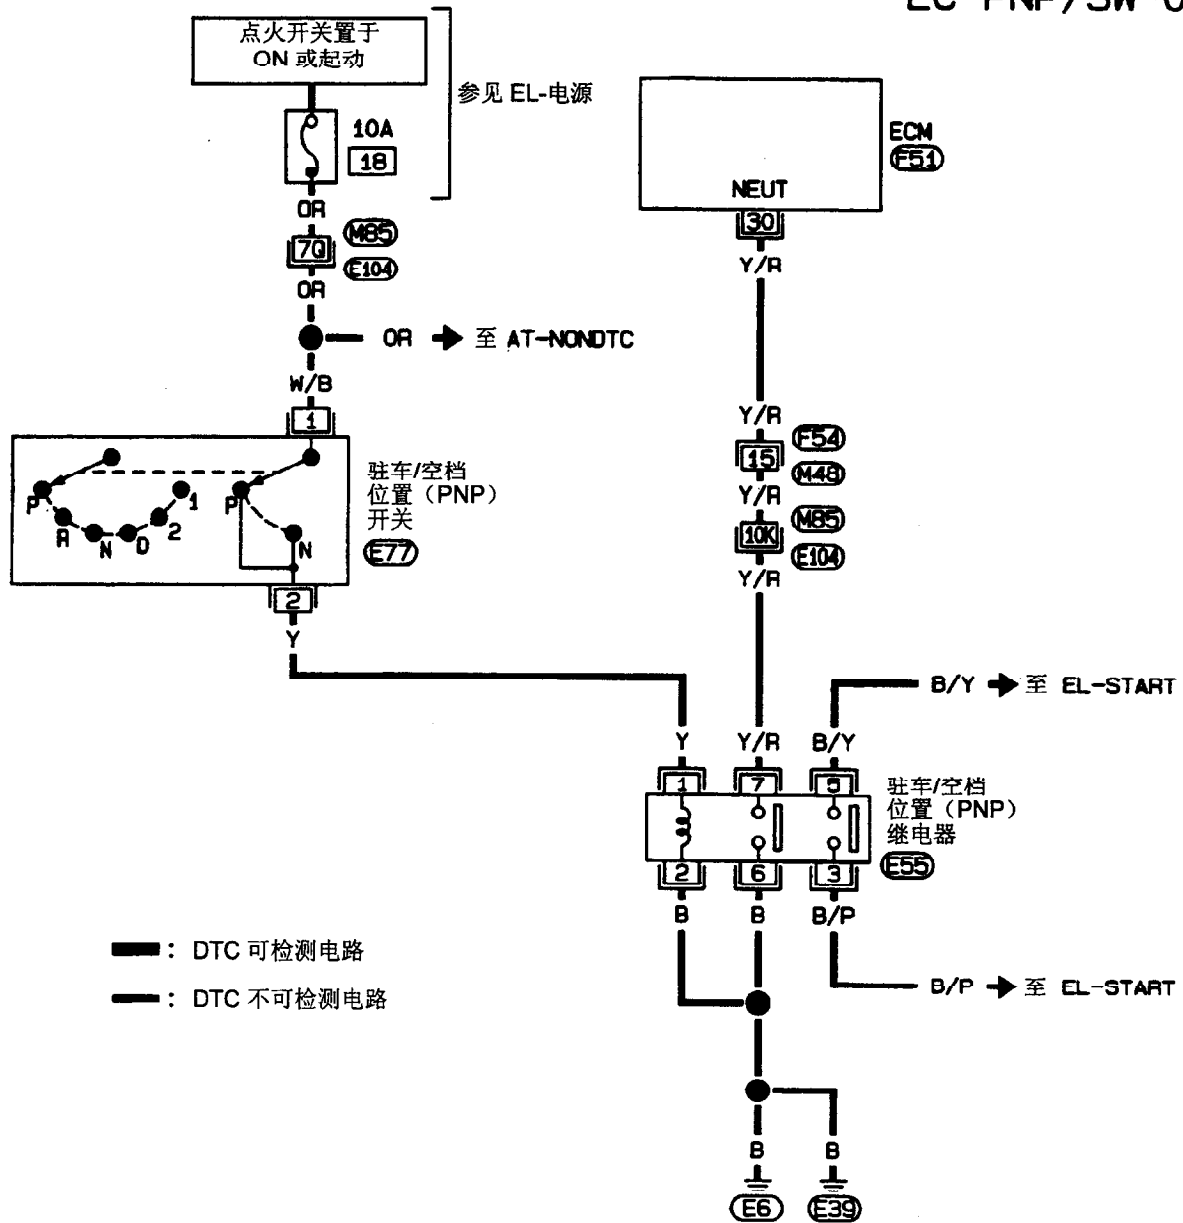 EC-PNP/SW-0
点火开关置于
ON 或起动
参见 EL-电源
10A
18
OR
7Q
M85
E104
OR
OR
至 AT-NONDTC
W/B
1
P
R
N
D
2
1
P
N
驻车/空档
位置（PNP）
开关
E77
2
Y
ECM
F51
NEUT
30
Y/R
Y/R
15
F54
M48
Y/R
10K
M85
E104
Y/R
B/Y
至 EL-START
Y
Y/R
B/Y
1
7
5
驻车/空档
位置（PNP）
继电器
E55
2
6
3
B
B
B/P
B/P
至 EL-START
B
B
E6
E39
： DTC 可检测电路
： DTC 不可检测电路